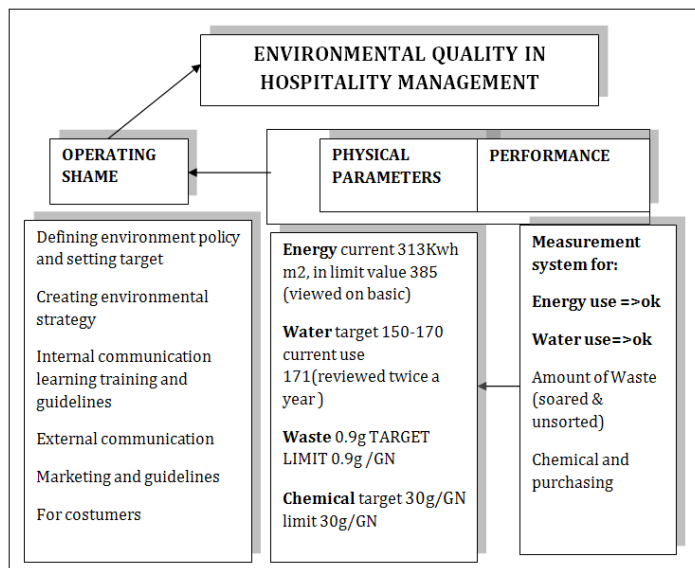 ENVIRONMENTAL QUALITY IN
HOSPITALITY MANAGEMENT
OPERATING
SHAME
PHYSICAL
PARAMETERS
PERFORMANCE
Defining environment policy
and setting target
Creating environmental
strategy
Internal communication
learning training and
guidelines
External communication
Marketing and guidelines
For costumers
Energy current 313Kwh
m2, in limit value 385
(viewed on basic)
Water target 150-170
current use
171(reviewed twice a
year )
Waste 0.9g TARGET
LIMIT 0.9g /GN
Chemical target 30g/GN
limit 30g/GN
Measurement
system for:
Energy use =>ok
Water use=>ok
Amount of Waste
(soared &
unsorted)
Chemical and
purchasing